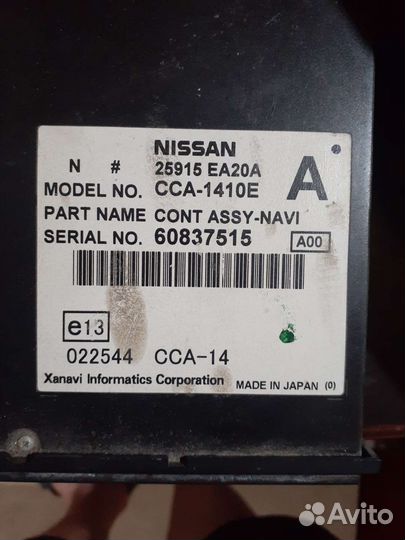 NISSAN
N # 25915 EA20A
A
MODEL NO. CCA-1410E
PART NAME CONT ASSY-NAVI
SERIAL NO. 60837515 A00
e13
022544 CCA-14
Xanavi Informatics Corporation MADE IN JAPAN (0)
Avito